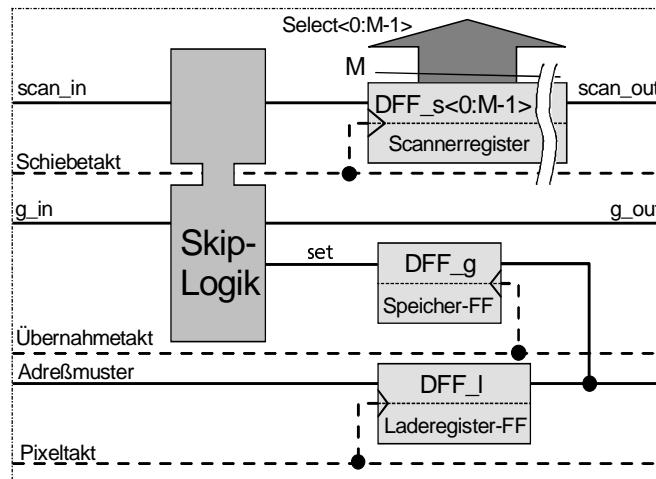 Select<0:M-1>
M
scan_in
DFF_s<0:M-1>
scan_out
Scannerregister
Schiebetakt
g_in
g_out
Skip-
Logik
set
DFF_g
Speicher-FF
Übernahmetakt
Adreßmuster
DFF_l
Laderegister-FF
Pixeltakt